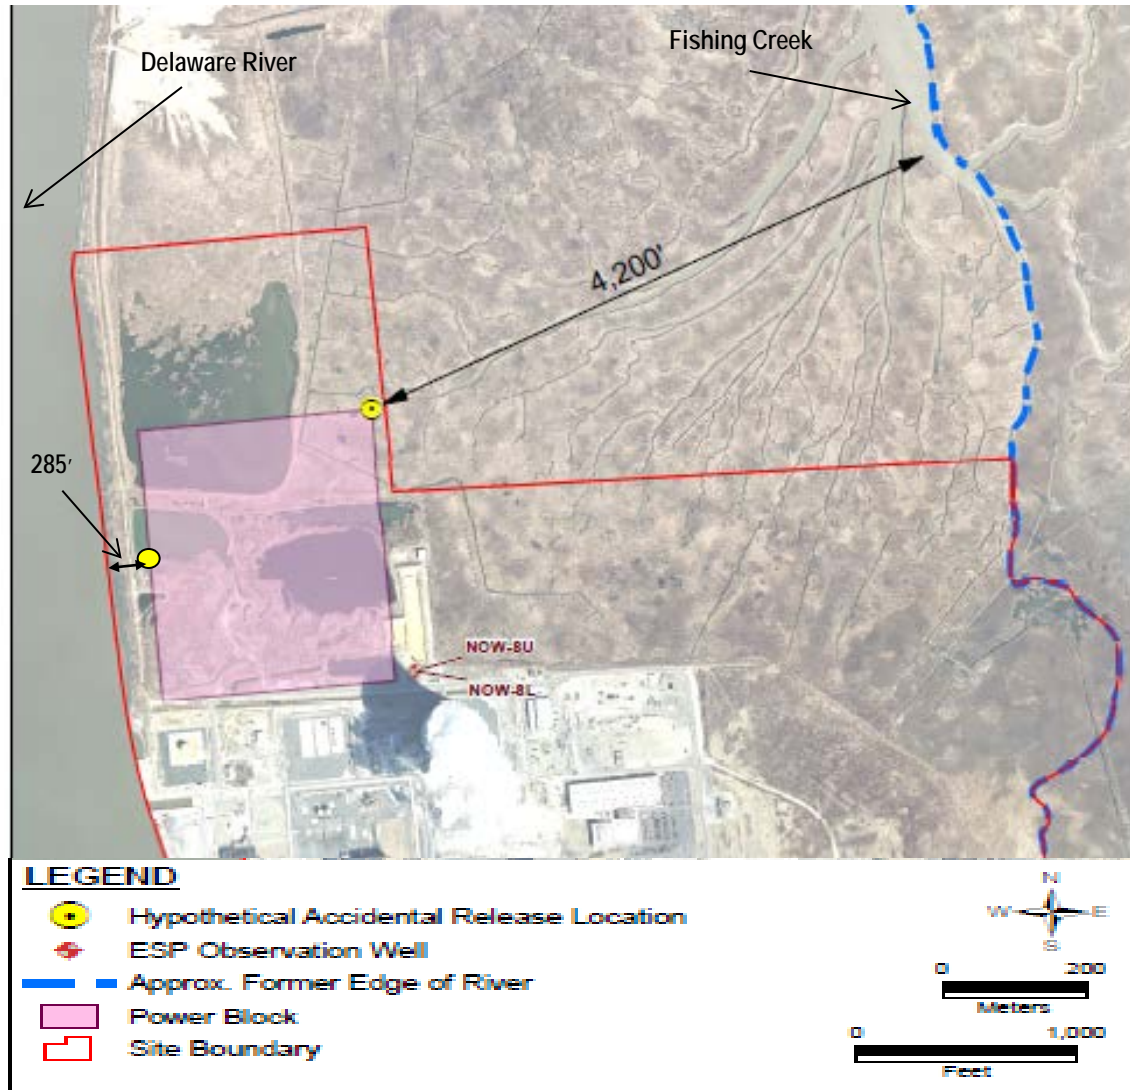 Fishing Creek
Delaware River
4,200'
285'
NOW-8U
NOW-8L
LEGEND
Hypothetical Accidental Release Location
ESP Observation Well
Approx. Former Edge of River
Power Block
Site Boundary
N
W E
S
0 200
Meters
0 1,000
Feet